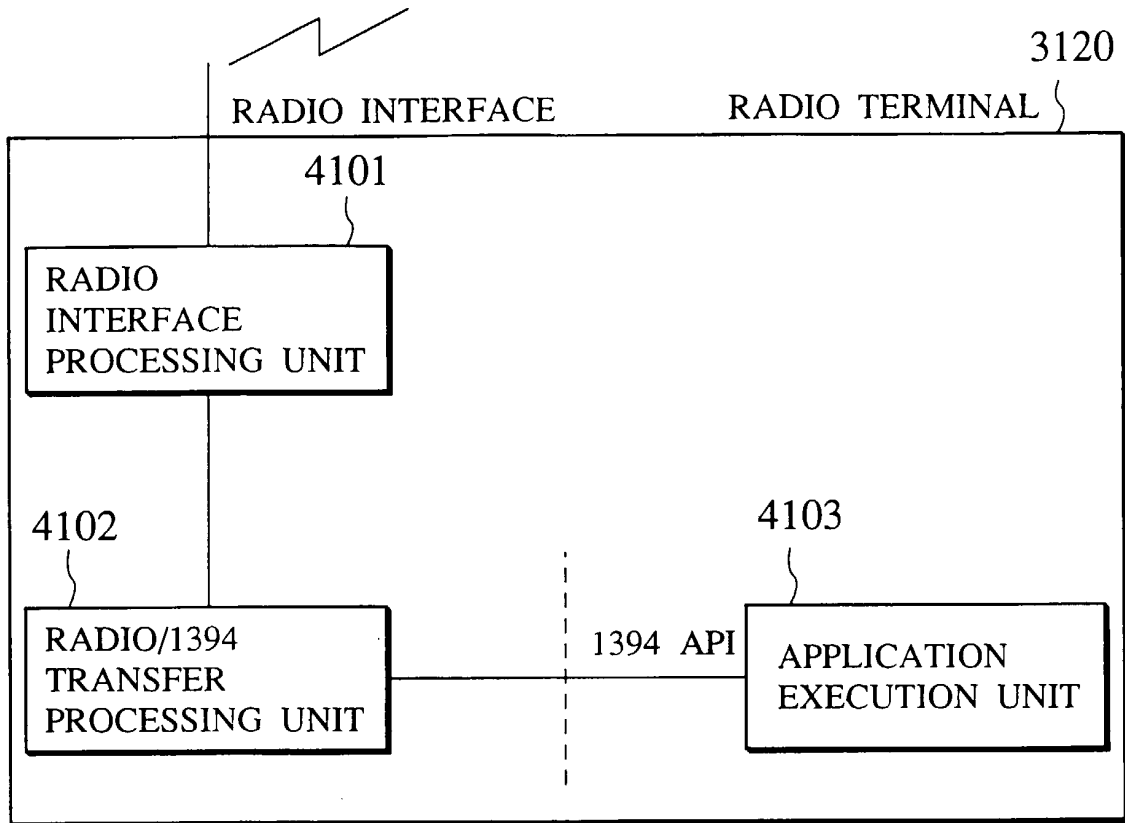 3120
RADIO INTERFACE
RADIO TERMINAL
4101
RADIO
INTERFACE
PROCESSING UNIT
4102
4103
RADIO/1394
TRANSFER
PROCESSING UNIT
1394 API
APPLICATION
EXECUTION UNIT